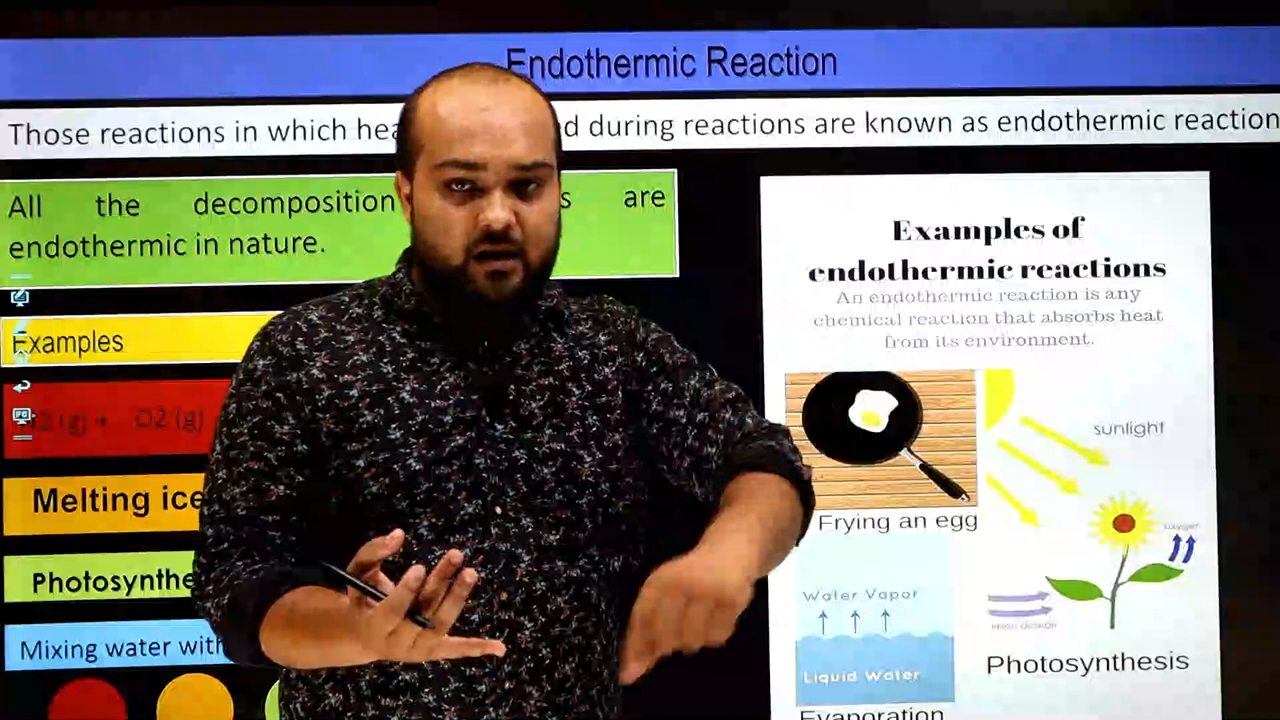 Endothermic Reaction
Those reactions in which hea d during reactions are known as endothermic reaction
All the decomposition s are
endothermic in nature.
Examples
(g) + O2 (g)
Melting ice
Photosynthe
Mixing water with
Examples of
endothermic reactions
An endothermic reaction is any
chemical reaction that absorbs heat
from its environment.
sunlight
Frying an egg
oxygen
Water Vapor
Liquid Water
Photosynthesis
Evaporation